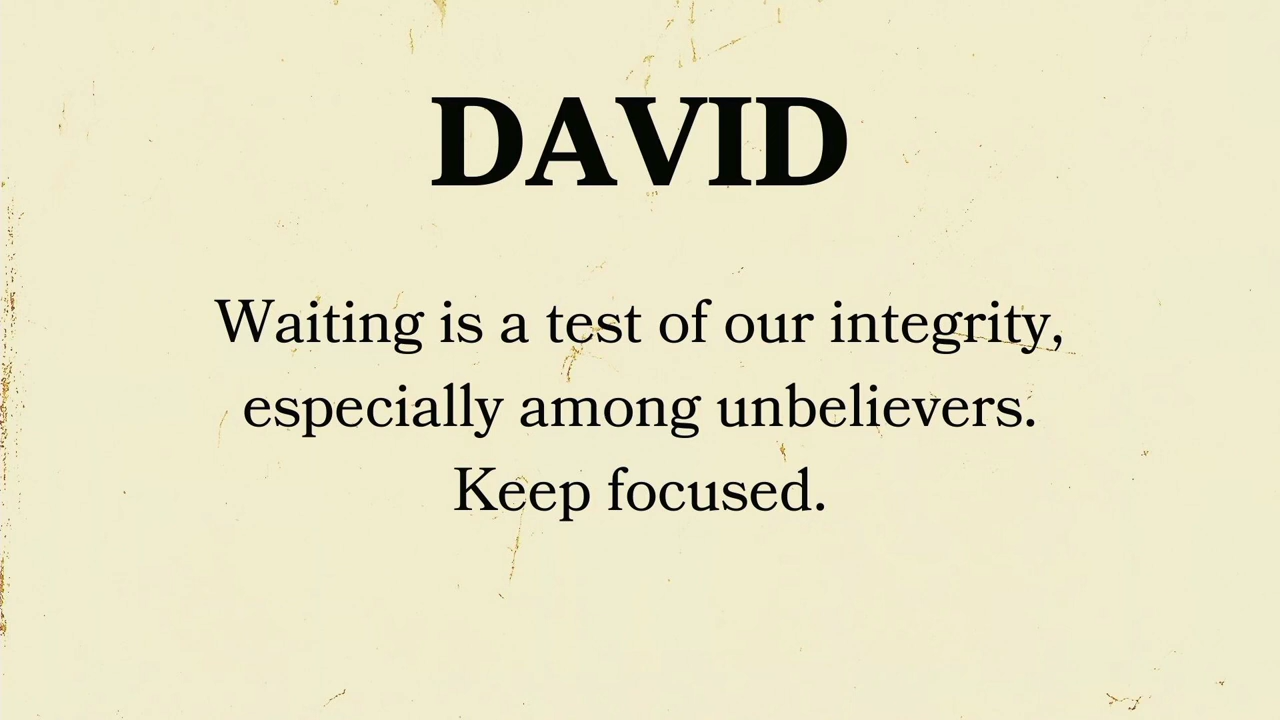 DAVID
Waiting is a test of our integrity,
especially among unbelievers.
Keep focused.